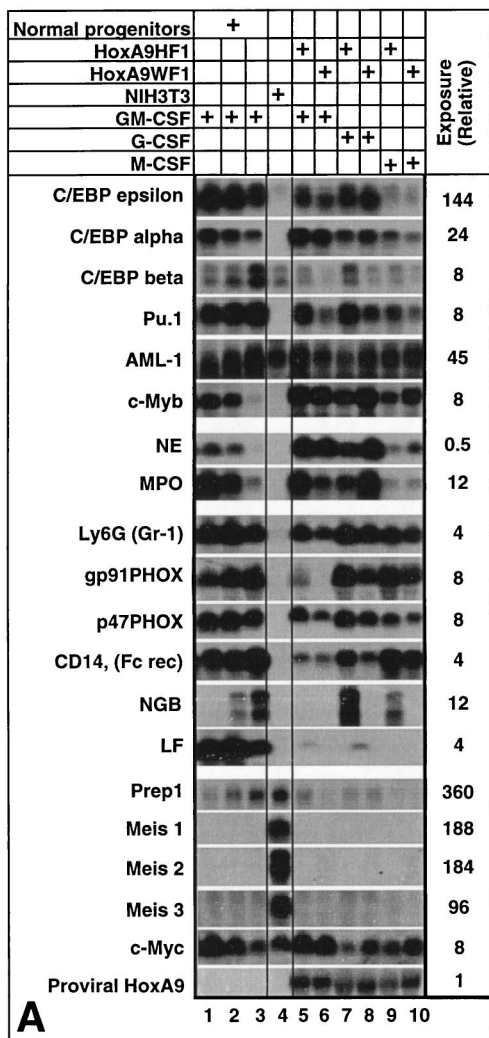 Normal progenitors +
HoxA9HF1 + + +
HoxA9WF1 + + +
NIH3T3 +
GM-CSF + + + + +
G-CSF + +
M-CSF + +
Exposure
(Relative)
C/EBP epsilon 144
C/EBP alpha 24
C/EBP beta 8
Pu.1 8
AML-1 45
c-Myb 8
NE 0.5
MPO 12
Ly6G (Gr-1) 4
gp91PHOX 8
p47PHOX 8
CD14, (Fc rec) 4
NGB 12
LF 4
Prep1 360
Meis 1 188
Meis 2 184
Meis 3 96
c-Myc 8
Proviral HoxA9 1
A 1 2 3 4 5 6 7 8 9 10